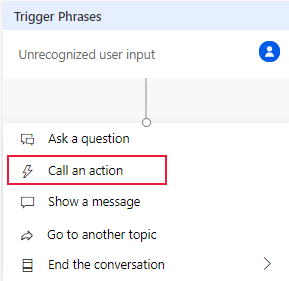 Trigger Phrases
Unrecognized user input
Ask a question
Call an action
Show a message
Go to another topic
End the conversation